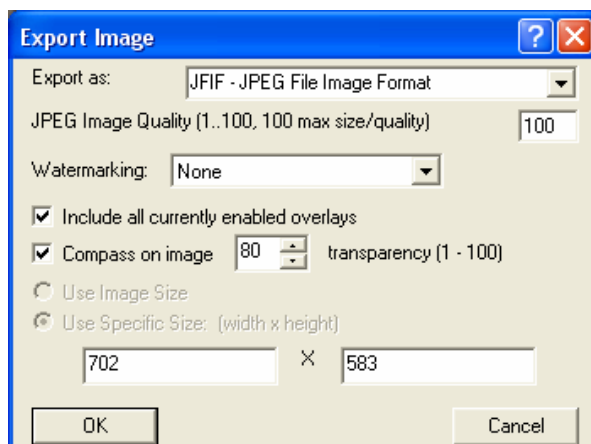 Export Image
Export as: JFIF - JPEG File Image Format
JPEG Image Quality (1..100, 100 max size/quality) 100
Watermarking: None
Include all currently enabled overlays
Compass on image 80 transparency (1 - 100)
Use Image Size
Use Specific Size: (width x height)
702 X 583
OK Cancel